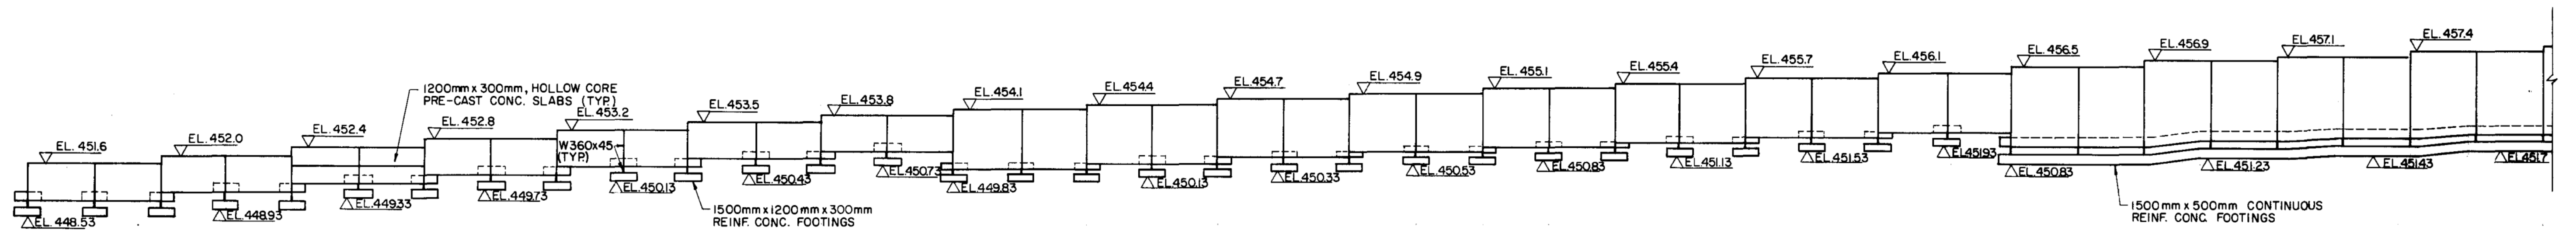 EL. 451.6
EL. 452.0
EL. 452.4
1200mm x 300mm, HOLLOW CORE
PRE-CAST CONC. SLABS (TYP.)
EL. 452.8
EL. 453.2
W360x45
(TYP.)
EL. 453.5
EL. 453.8
EL. 454.1
EL. 454.4
EL. 454.7
EL. 454.9
EL. 455.1
EL. 455.4
EL. 455.7
EL. 456.1
EL. 456.5
EL. 456.9
EL. 457.1
EL. 457.4
EL. 448.53
EL. 448.93
EL. 449.33
EL. 449.73
EL. 450.13
1500mm x 1200mm x 300mm
REINF. CONC. FOOTINGS
EL. 450.43
EL. 450.73
EL. 449.83
EL. 450.13
EL. 450.33
EL. 450.53
EL. 450.83
EL. 451.13
EL. 451.53
EL. 451.93
EL. 450.83
1500mm x 500mm CONTINUOUS
REINF. CONC. FOOTINGS
EL. 451.23
EL. 451.43
EL. 451.7